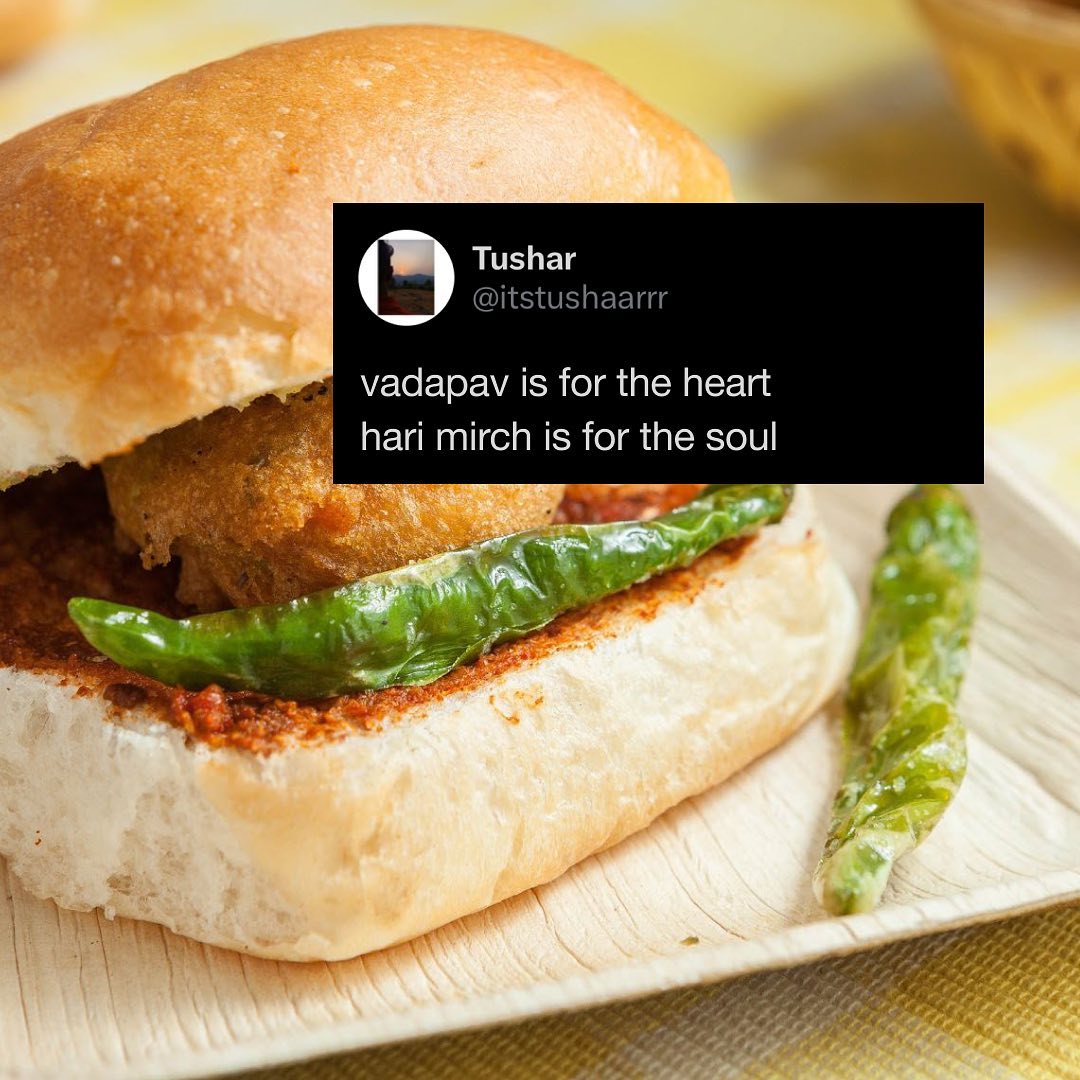 Tushar
@itstushaarrr
vadapav is for the heart
hari mirch is for the soul